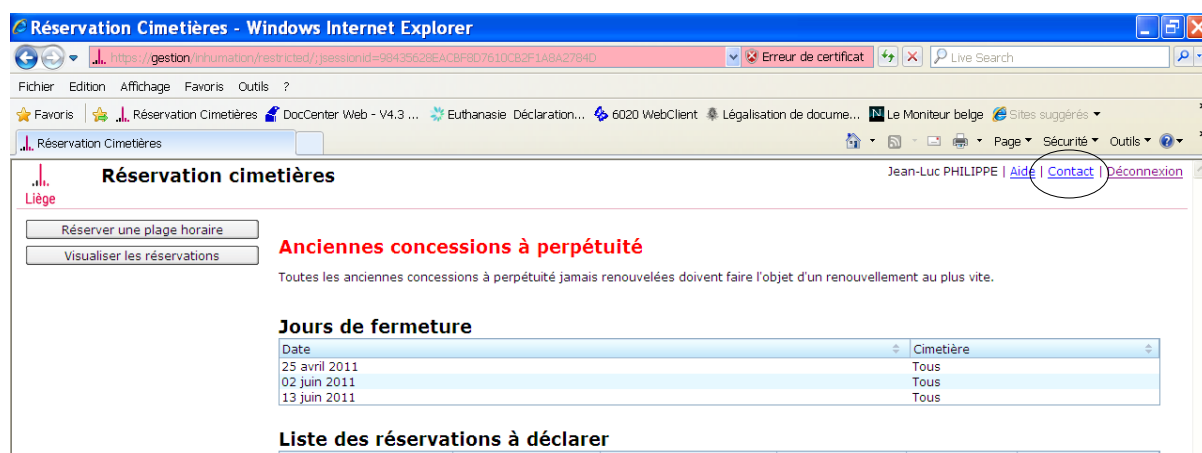 Réservation Cimetières - Windows Internet Explorer
https://gestion/inhumation/restricted/;jsessionid=98435628EACBFBD7610CB2F1A8A2784D Erreur de certificat Live Search
Fichier Edition Affichage Favoris Outils ?
Favoris Réservation Cimetières DocCenter Web - V4.3 ... Euthanasie Déclaration... 6020 WebClient Légalisation de docume... Le Moniteur belge Sites suggérés
Réservation Cimetières Page Sécurité Outils
Réservation cimetières Jean-Luc PHILIPPE | Aide | Contact | Déconnexion
Liège
Réserver une plage horaire
Visualiser les réservations
Anciennes concessions à perpétuité
Toutes les anciennes concessions à perpétuité jamais renouvelées doivent faire l'objet d'un renouvellement au plus vite.
Jours de fermeture
Date Cimetière
25 avril 2011 Tous
02 juin 2011 Tous
13 juin 2011 Tous
Liste des réservations à déclarer